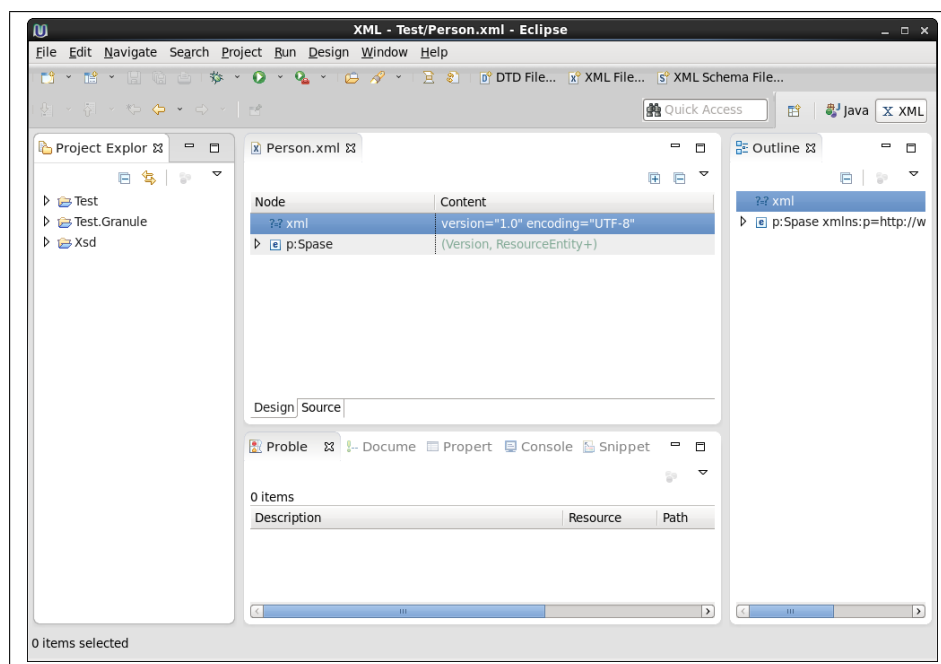 XML - Test/Person.xml - Eclipse
File Edit Navigate Search Project Run Design Window Help
DTD File... XML File... XML Schema File...
Quick Access Java XML
Project Explor
Test
Test.Granule
Xsd
Person.xml
Node Content
?=? xml version="1.0" encoding="UTF-8"
e p:Spase (Version, ResourceEntity+)
Design Source
Proble Docume Propert Console Snippet
0 items
Description Resource Path
Outline
?=? xml
e p:Spase xmlns:p=http://w
0 items selected